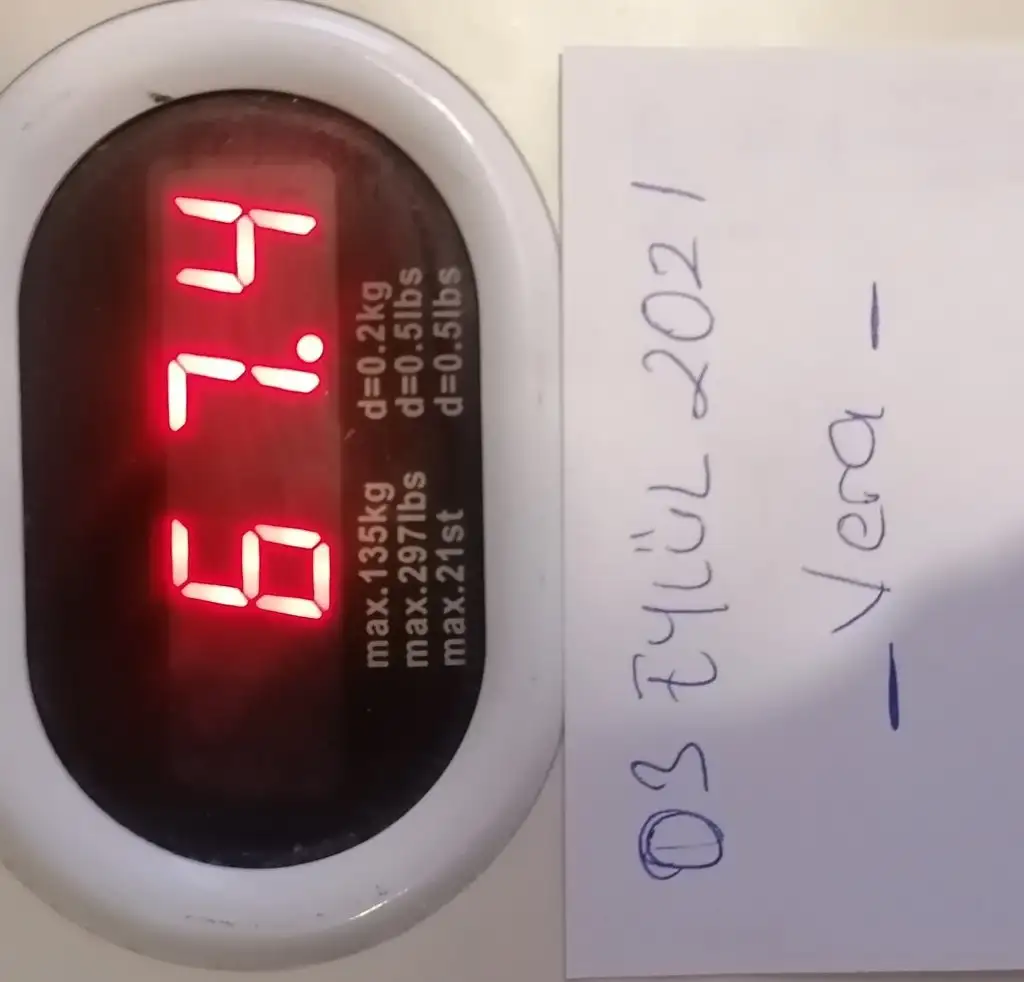 67.4
max.135kg d=0.2kg
max.297lbs d=0.5lbs
max.21st d=0.5lbs
03 EYLÜL 2021
- Vera -